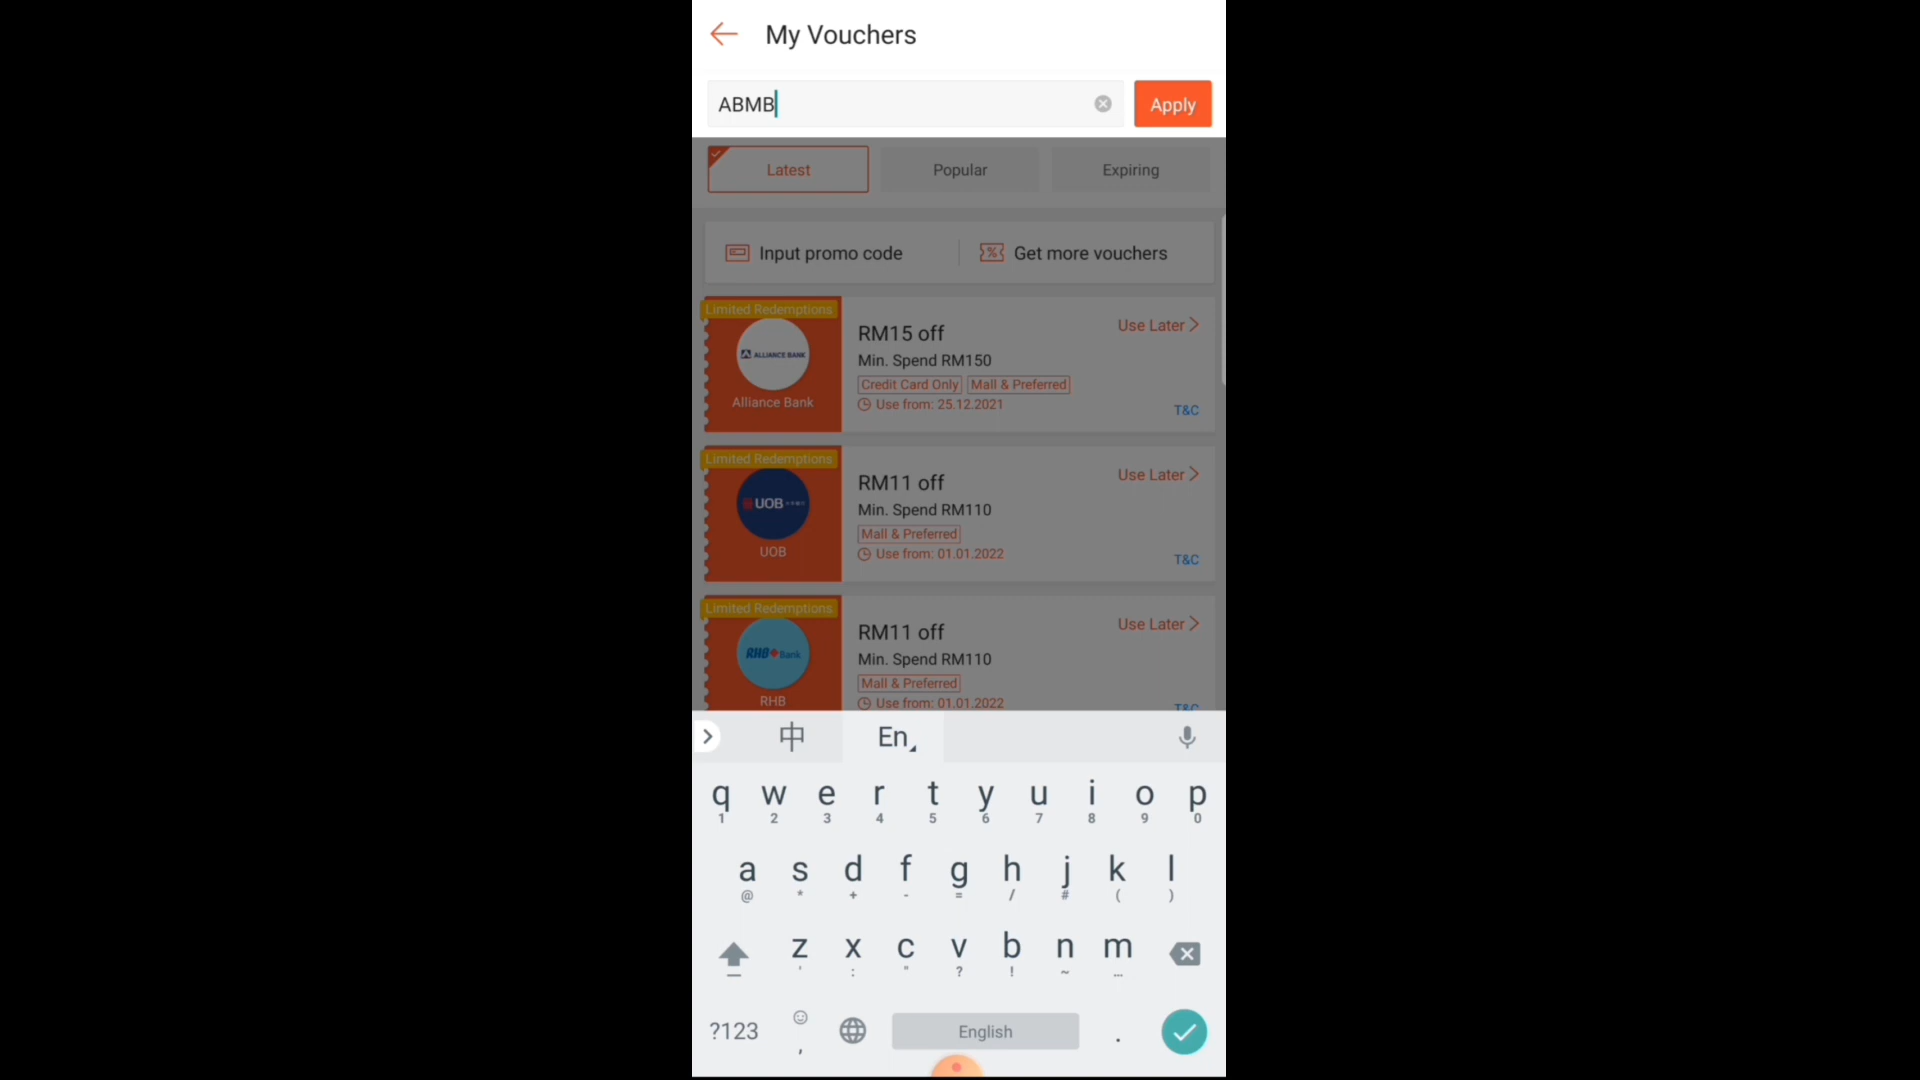 My Vouchers
ABMB
Apply
Latest
Popular
Expiring
Input promo code
Get more vouchers
Limited Redemptions
ALLIANCE BANK
Alliance Bank
RM15 off
Use Later >
Min. Spend RM150
Credit Card Only
Mall & Preferred
Use from: 25.12.2021
T&C
Limited Redemptions
UOB
UOB
RM11 off
Use Later >
Min. Spend RM110
Mall & Preferred
Use from: 01.01.2022
T&C
Limited Redemptions
RHB Bank
RHB
RM11 off
Use Later >
Min. Spend RM110
Mall & Preferred
Use from: 01.01.2022
T&C
中 En
q w e r t y u i o p
1 2 3 4 5 6 7 8 9 0
a s d f g h j k l
@ * + - = / # ( )
z x c v b n m
' : " ? ! ~ …
?123 , English .